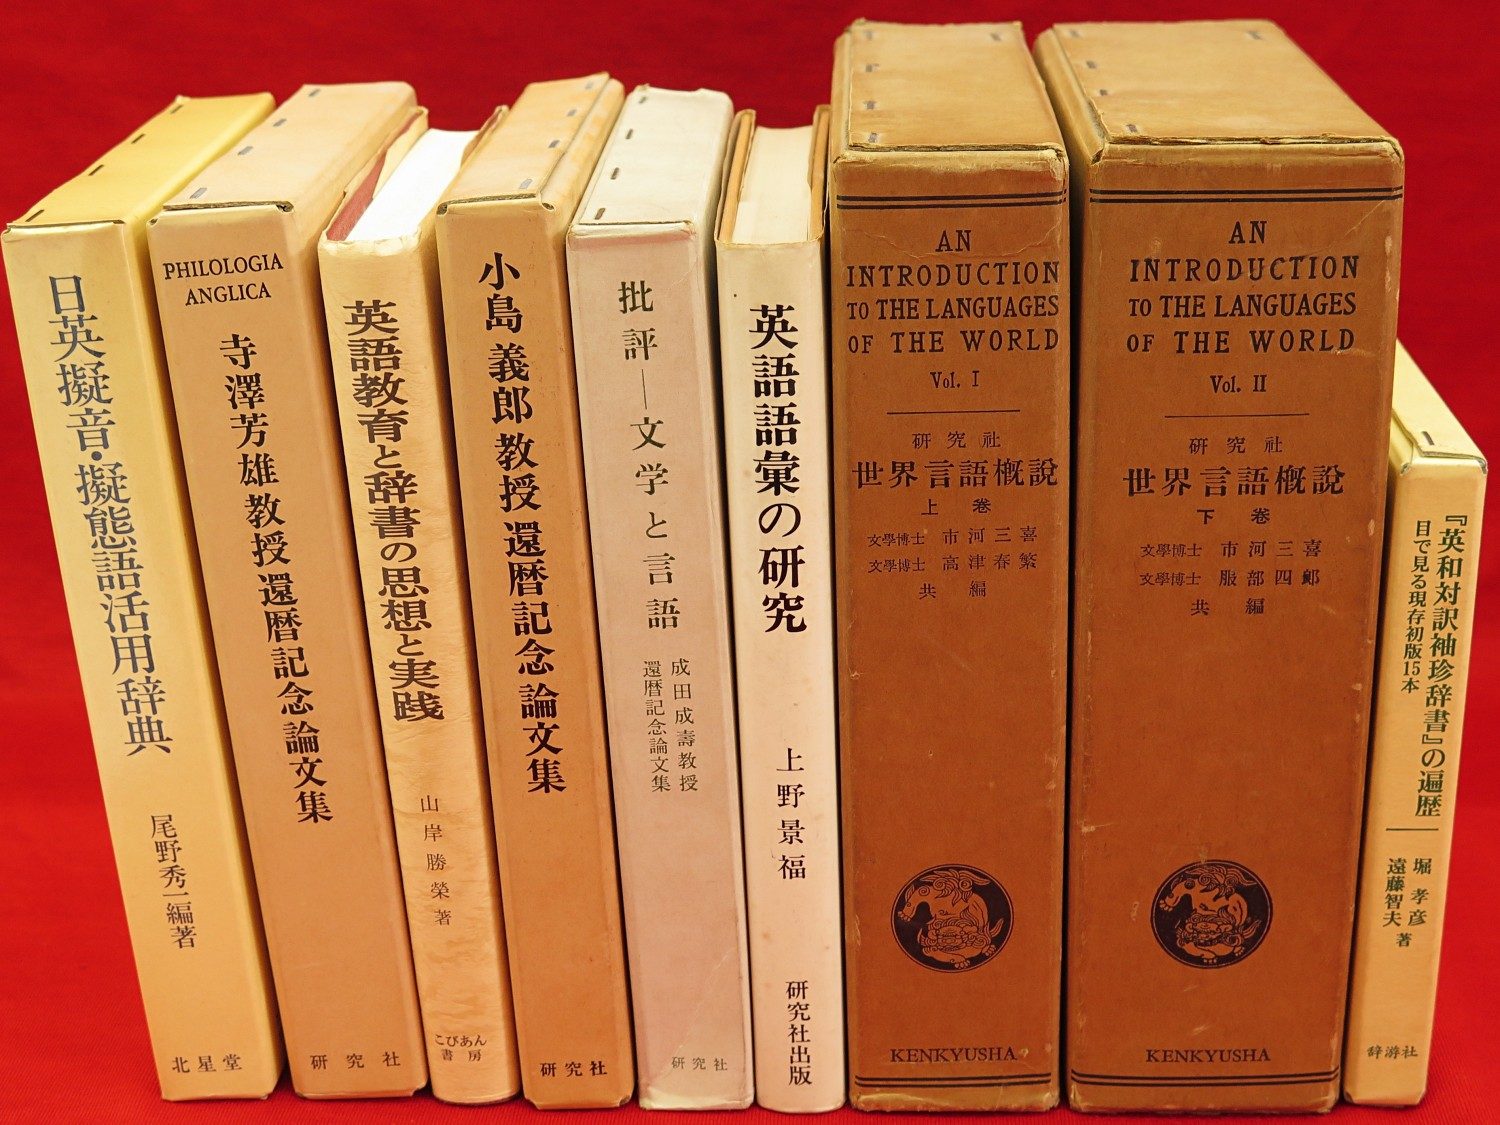 日英擬音・擬態語活用辞典
尾野秀一編著
北星堂
PHILOLOGIA
ANGLICA
寺澤芳雄教授還暦記念論文集
研究社
英語教育と辞書の思想と実践
山岸勝榮著
こびあん
書房
小島義郎教授還暦記念論文集
研究社
批評—文学と言語
成田成壽教授
還暦記念論文集
研究社
英語語彙の研究
上野景福
研究社出版
AN
INTRODUCTION
TO THE LANGUAGES
OF THE WORLD
Vol. I
研究社
世界言語概説
上巻
文學博士 市河三喜
文學博士 高津春繁
共編
KENKYUSHA
AN
INTRODUCTION
TO THE LANGUAGES
OF THE WORLD
Vol. II
研究社
世界言語概説
下巻
文學博士 市河三喜
文學博士 服部四郎
共編
KENKYUSHA
『英和対訳袖珍辞書』の遍歴
目で見る現存初版15本
堀孝彦
遠藤智夫
著
辞游社